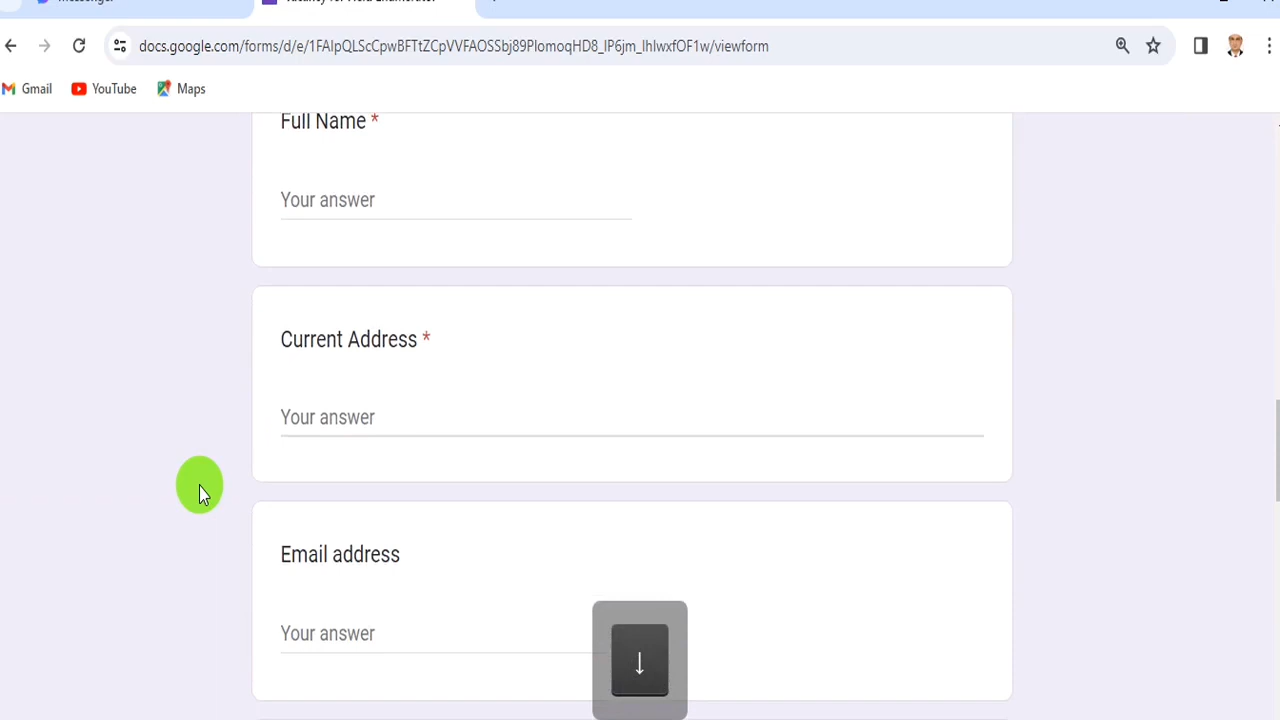 docs.google.com/forms/d/e/1FAIpQLScCpwBFTtZCpVVFAOSSbj89PIomoqHD8_IP6jm_IhIwxfOF1w/viewform
Gmail YouTube Maps
Full Name *
Your answer
Current Address *
Your answer
Email address
Your answer
↓